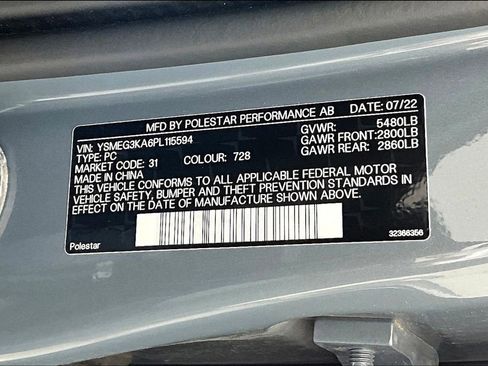 MFD BY POLESTAR PERFORMANCE AB DATE: 07/22
VIN: YSMEG3KA6PL115594 GVWR: 5480LB
TYPE: PC GAWR FRONT:2800LB
MARKET CODE: 31 COLOUR: 728 GAWR REAR: 2860LB
MADE IN CHINA
THIS VEHICLE CONFORMS TO ALL APPLICABLE FEDERAL MOTOR
VEHICLE SAFETY, BUMPER AND THEFT PREVENTION STANDARDS IN
EFFECT ON THE DATE OF MANUFACTURE SHOWN ABOVE.
Polestar 32366356